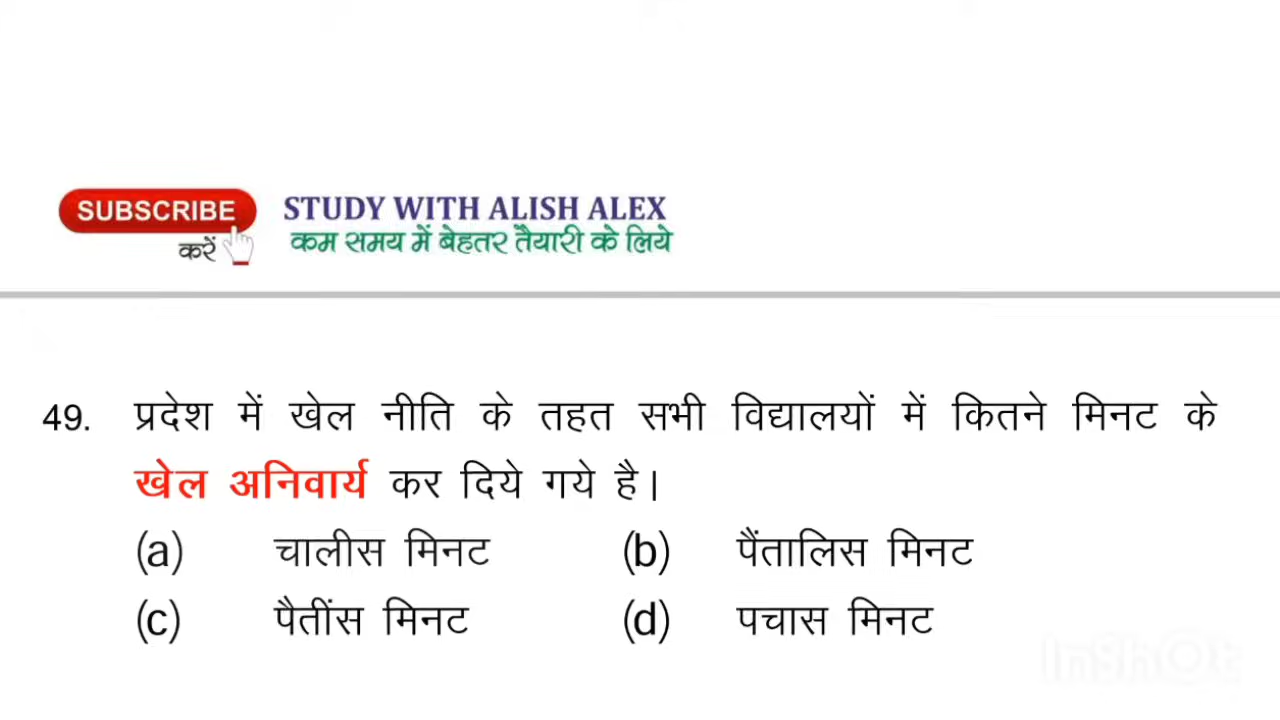 SUBSCRIBE
करें
STUDY WITH ALISH ALEX
कम समय में बेहतर तैयारी के लिये
49. प्रदेश में खेल नीति के तहत सभी विद्यालयों में कितने मिनट के
खेल अनिवार्य कर दिये गये है।
(a) चालीस मिनट (b) पैंतालिस मिनट
(c) पैतींस मिनट (d) पचास मिनट
InShOt